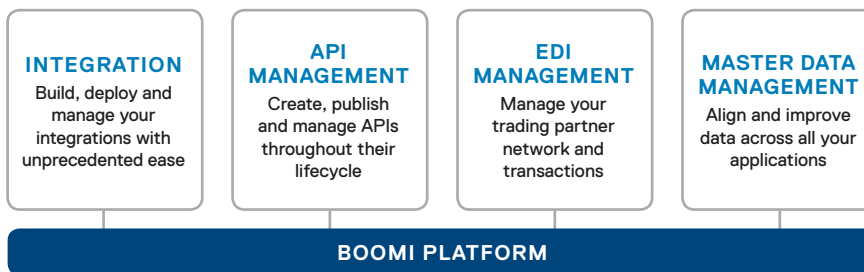 INTEGRATION
Build, deploy and
manage your
integrations with
unprecedented ease
API
MANAGEMENT
Create, publish
and manage APIs
throughout their
lifecycle
EDI
MANAGEMENT
Manage your
trading partner
network and
transactions
MASTER DATA
MANAGEMENT
Align and improve
data across all your
applications
BOOMI PLATFORM